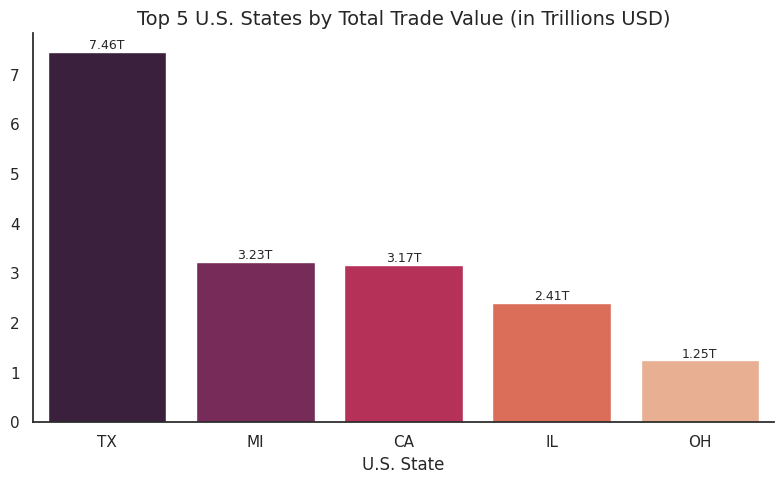 Top 5 U.S. States by Total Trade Value (in Trillions USD)
7.46T
3.23T
3.17T
2.41T
1.25T
7
6
5
4
3
2
1
0
TX MI CA IL OH
U.S. State